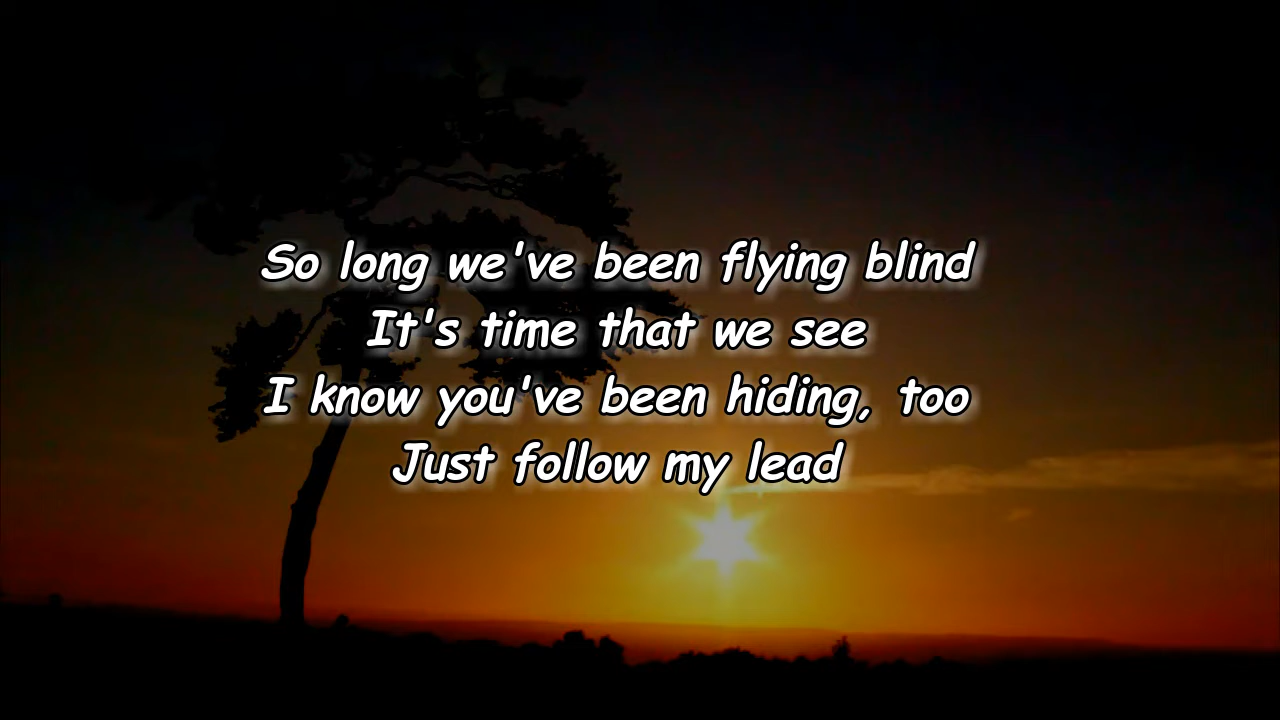 So long we've been flying blind
It's time that we see
I know you've been hiding, too
Just follow my lead